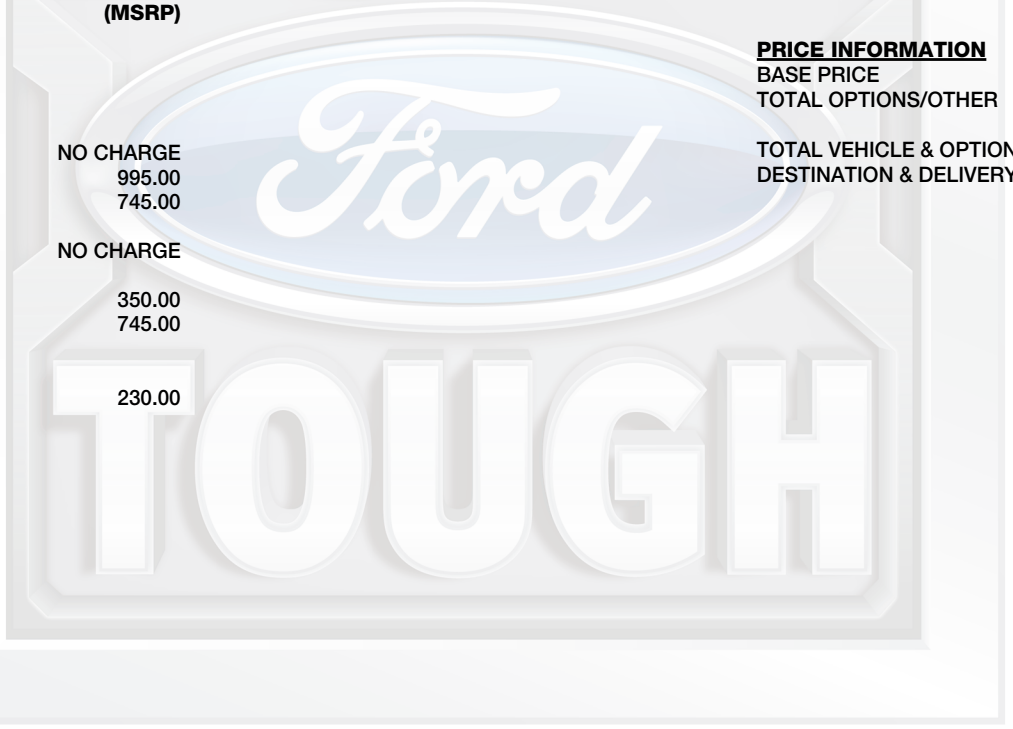 (MSRP)
NO CHARGE
995.00
745.00
NO CHARGE
350.00
745.00
230.00
PRICE INFORMATION
BASE PRICE
TOTAL OPTIONS/OTHER
TOTAL VEHICLE & OPTION
DESTINATION & DELIVERY
Ford
TOUGH